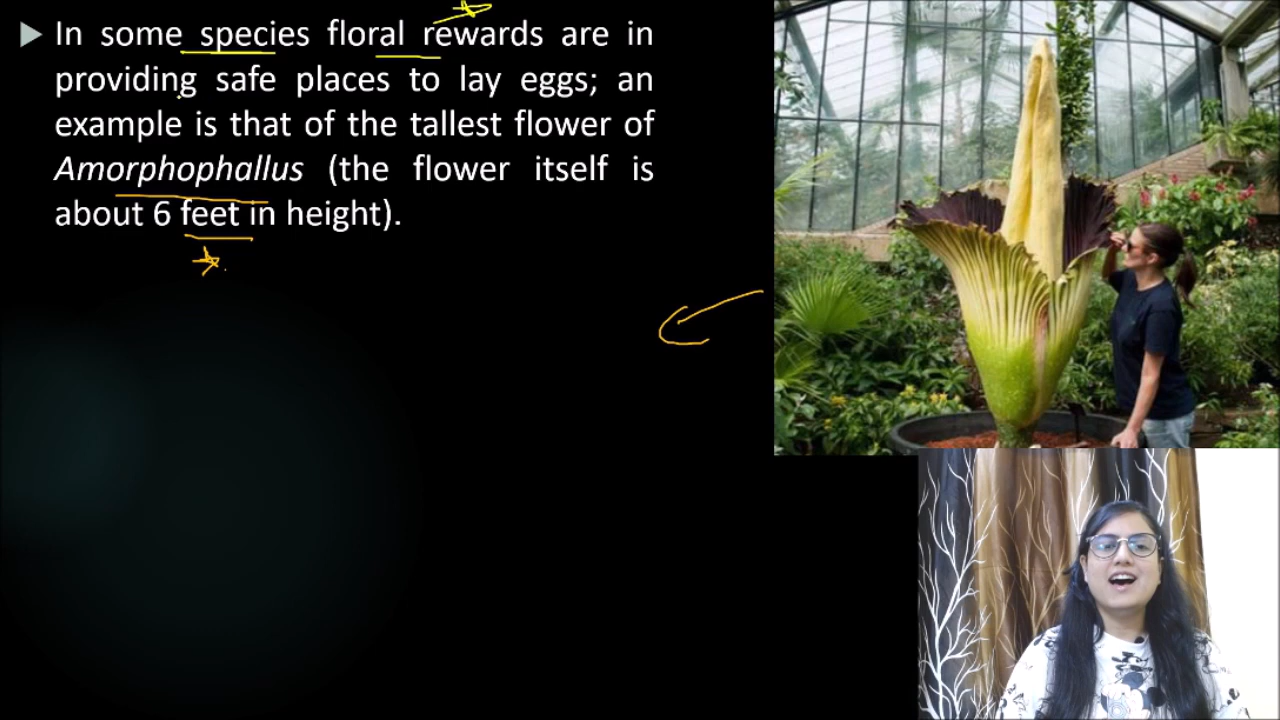 In some species floral rewards are in
providing safe places to lay eggs; an
example is that of the tallest flower of
Amorphophallus (the flower itself is
about 6 feet in height).